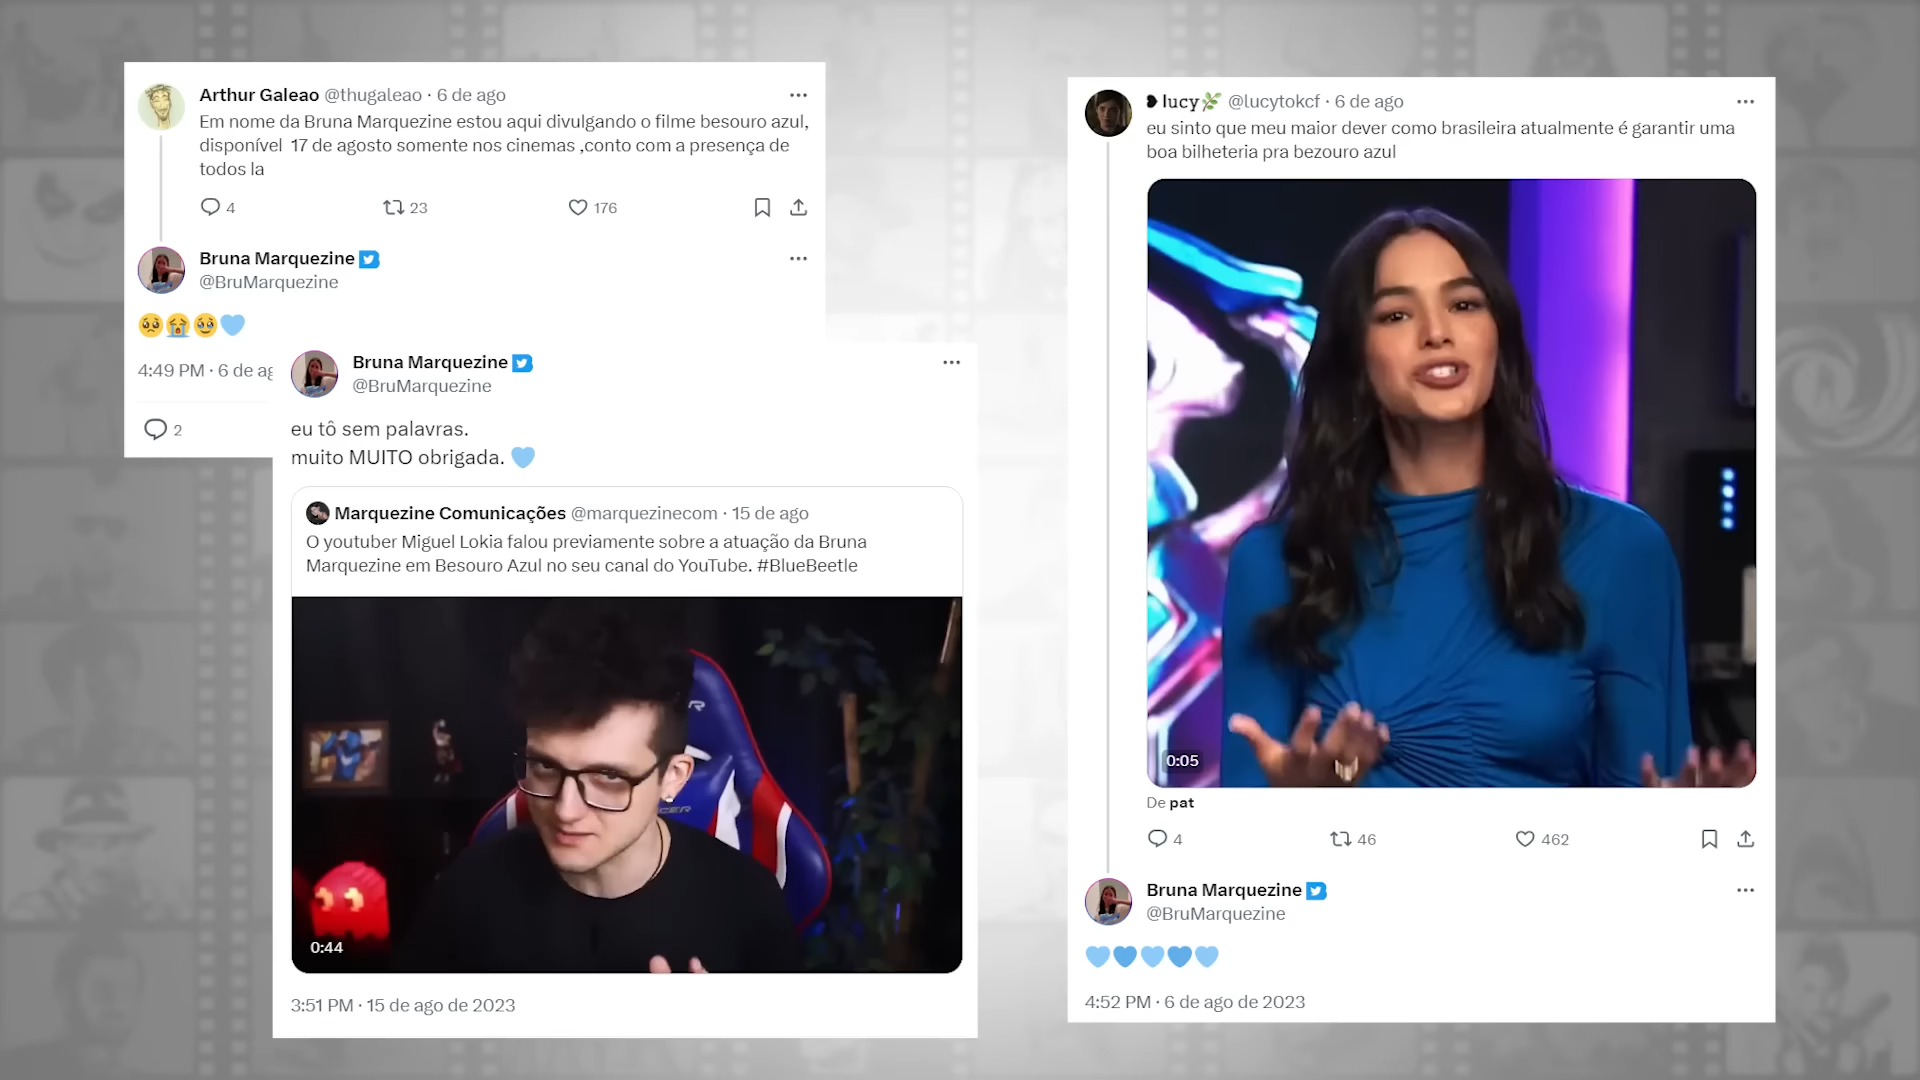 Arthur Galeao @thugaleao · 6 de ago
Em nome da Bruna Marquezine estou aqui divulgando o filme besouro azul,
disponível 17 de agosto somente nos cinemas ,conto com a presença de
todos la
4 23 176
Bruna Marquezine
@BruMarquezine
🥺😭🥹🩵
4:49 PM · 6 de ag
2
Bruna Marquezine
@BruMarquezine
eu tô sem palavras.
muito MUITO obrigada. 🩵
Marquezine Comunicações @marquezinecom · 15 de ago
O youtuber Miguel Lokia falou previamente sobre a atuação da Bruna
Marquezine em Besouro Azul no seu canal do YouTube. #BlueBeetle
0:44
3:51 PM · 15 de ago de 2023
❥ lucy🌿 @lucytokcf · 6 de ago
eu sinto que meu maior dever como brasileira atualmente é garantir uma
boa bilheteria pra bezouro azul
0:05
De pat
4 46 462
Bruna Marquezine
@BruMarquezine
🩵💙🩵💙🩵
4:52 PM · 6 de ago de 2023